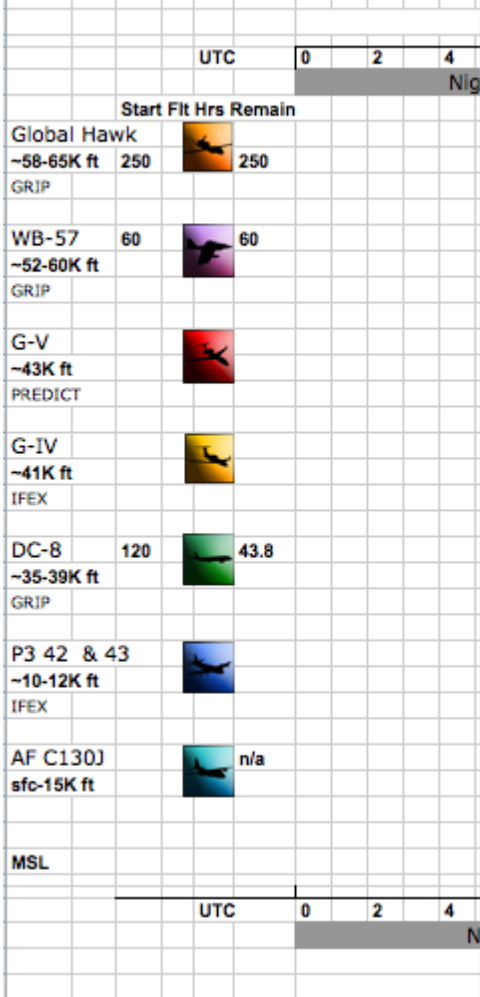 UTC 0 2 4
Nig
Start Flt Hrs Remain
Global Hawk
~58-65K ft 250 250
GRIP
WB-57 60 60
~52-60K ft
GRIP
G-V
~43K ft
PREDICT
G-IV
~41K ft
IFEX
DC-8 120 43.8
~35-39K ft
GRIP
P3 42 & 43
~10-12K ft
IFEX
AF C130J n/a
sfc-15K ft
MSL
UTC 0 2 4
N